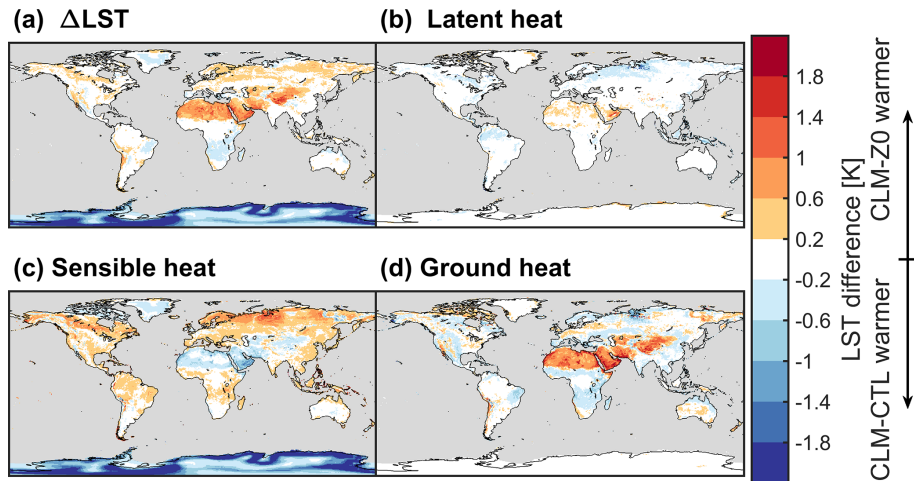 (a) ΔLST
(b) Latent heat
(c) Sensible heat
(d) Ground heat
1.8
1.4
1
0.6
0.2
-0.2
-0.6
-1
-1.4
-1.8
LST difference [K]
CLM-CTL warmer
CLM-Z0 warmer